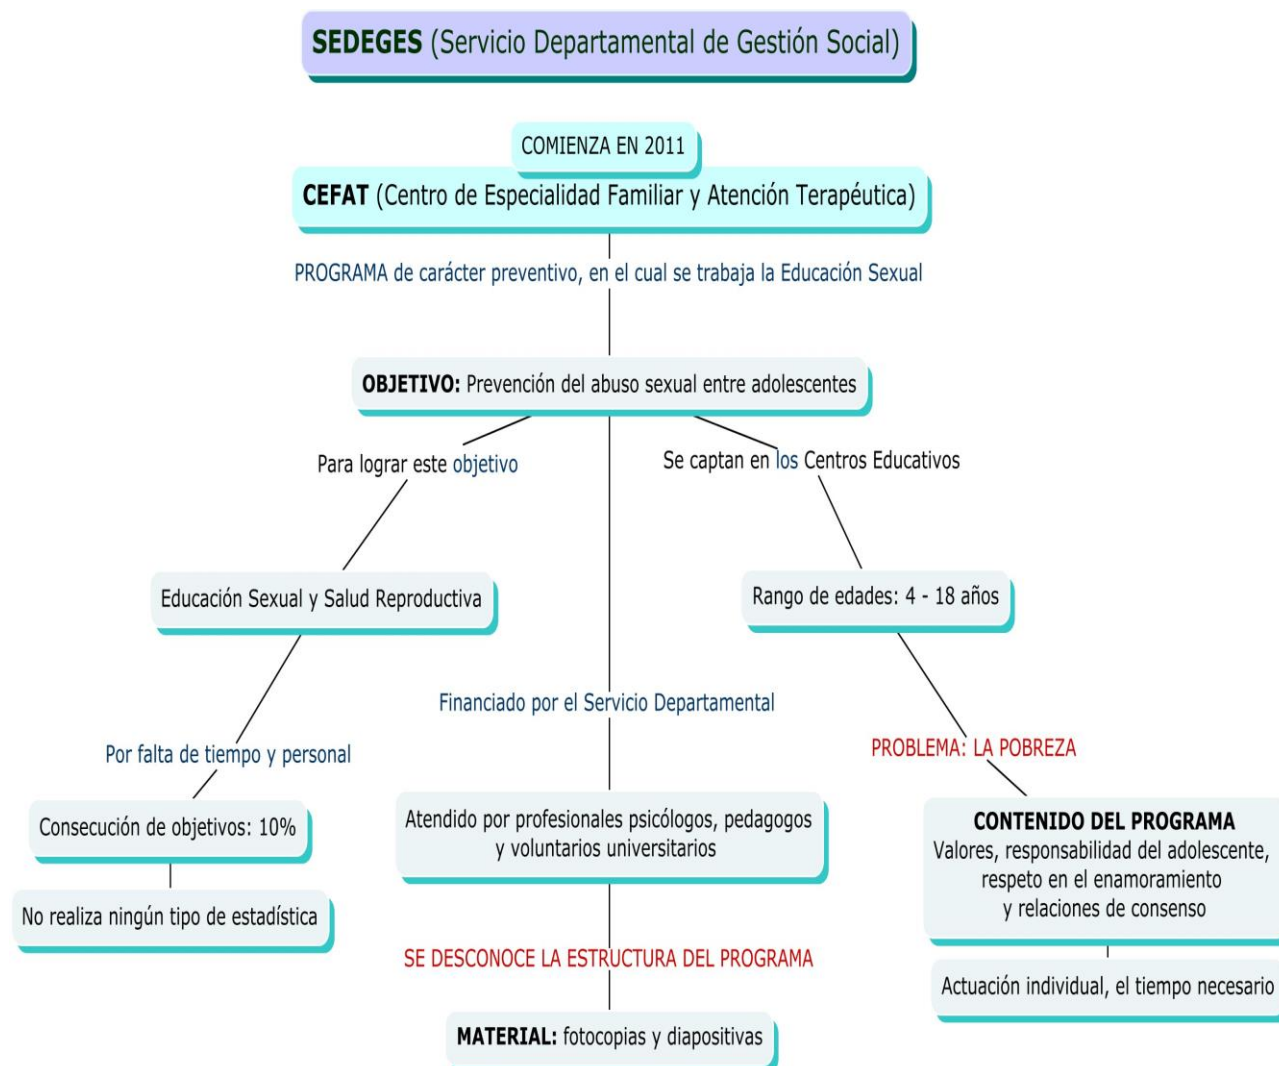 SEDEGES (Servicio Departamental de Gestión Social)
COMIENZA EN 2011
CEFAT (Centro de Especialidad Familiar y Atención Terapéutica)
PROGRAMA de carácter preventivo, en el cual se trabaja la Educación Sexual
OBJETIVO: Prevención del abuso sexual entre adolescentes
Para lograr este objetivo
Se captan en los Centros Educativos
Educación Sexual y Salud Reproductiva
Rango de edades: 4 - 18 años
Financiado por el Servicio Departamental
Por falta de tiempo y personal
PROBLEMA: LA POBREZA
Consecución de objetivos: 10%
No realiza ningún tipo de estadística
Atendido por profesionales psicólogos, pedagogos
y voluntarios universitarios
SE DESCONOCE LA ESTRUCTURA DEL PROGRAMA
MATERIAL: fotocopias y diapositivas
CONTENIDO DEL PROGRAMA
Valores, responsabilidad del adolescente,
respeto en el enamoramiento
y relaciones de consenso
Actuación individual, el tiempo necesario